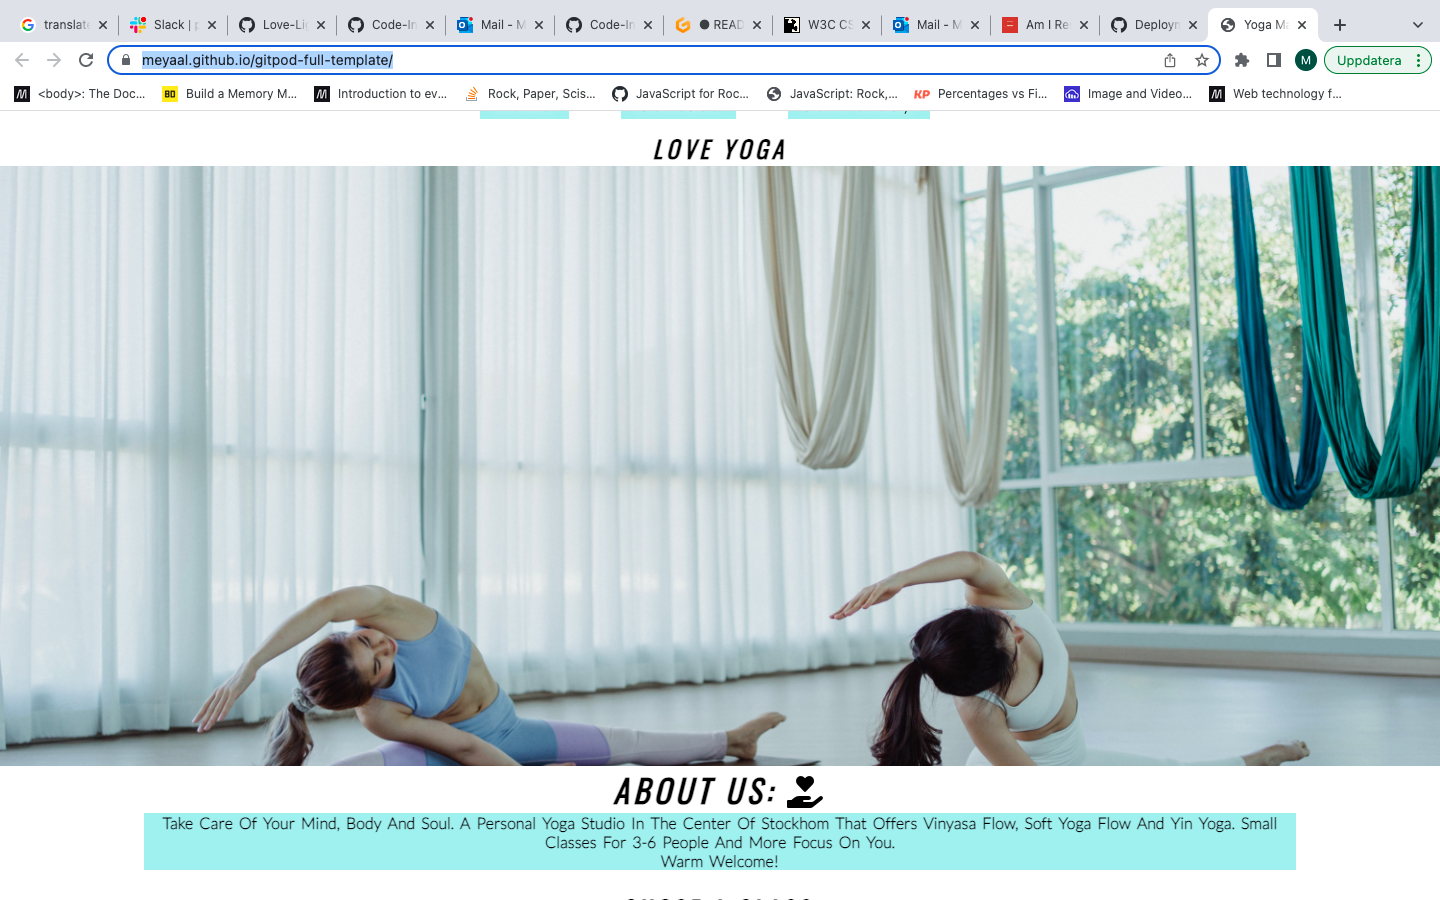 translate
Slack | p
Love-Li
Code-In
Mail - M
Code-In
● READ
W3C CS
Mail - M
Am I Re
Deploym
Yoga Ma
meyaal.github.io/gitpod-full-template/
M
Uppdatera
<body>: The Doc...
BD
Build a Memory M...
Introduction to ev...
Rock, Paper, Scis...
JavaScript for Roc...
JavaScript: Rock,...
KP
Percentages vs Fi...
Image and Video...
Web technology f...
LOVE YOGA
ABOUT US:
Take Care Of Your Mind, Body And Soul. A Personal Yoga Studio In The Center Of Stockhom That Offers Vinyasa Flow, Soft Yoga Flow And Yin Yoga. Small
Classes For 3-6 People And More Focus On You.
Warm Welcome!